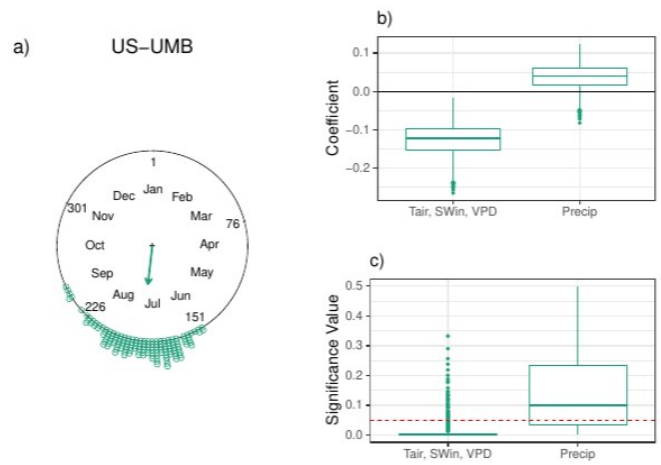 a)
US−UMB
1
Jan
Feb
Mar
Apr
May
Jun
Jul
Aug
Sep
Oct
Nov
Dec
76
151
226
301
b)
Coefficient
0.1
0.0
−0.1
−0.2
Tair, SWin, VPD
Precip
c)
Significance Value
0.5
0.4
0.3
0.2
0.1
0.0
Tair, SWin, VPD
Precip